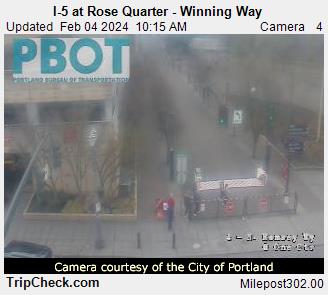 I-5 at Rose Quarter - Winning Way
Updated Feb 04 2024 10:15 AM Camera 4
PBOT
PORTLAND BUREAU OF TRANSPORTATION
Camera courtesy of the City of Portland
TripCheck.com Milepost302.00